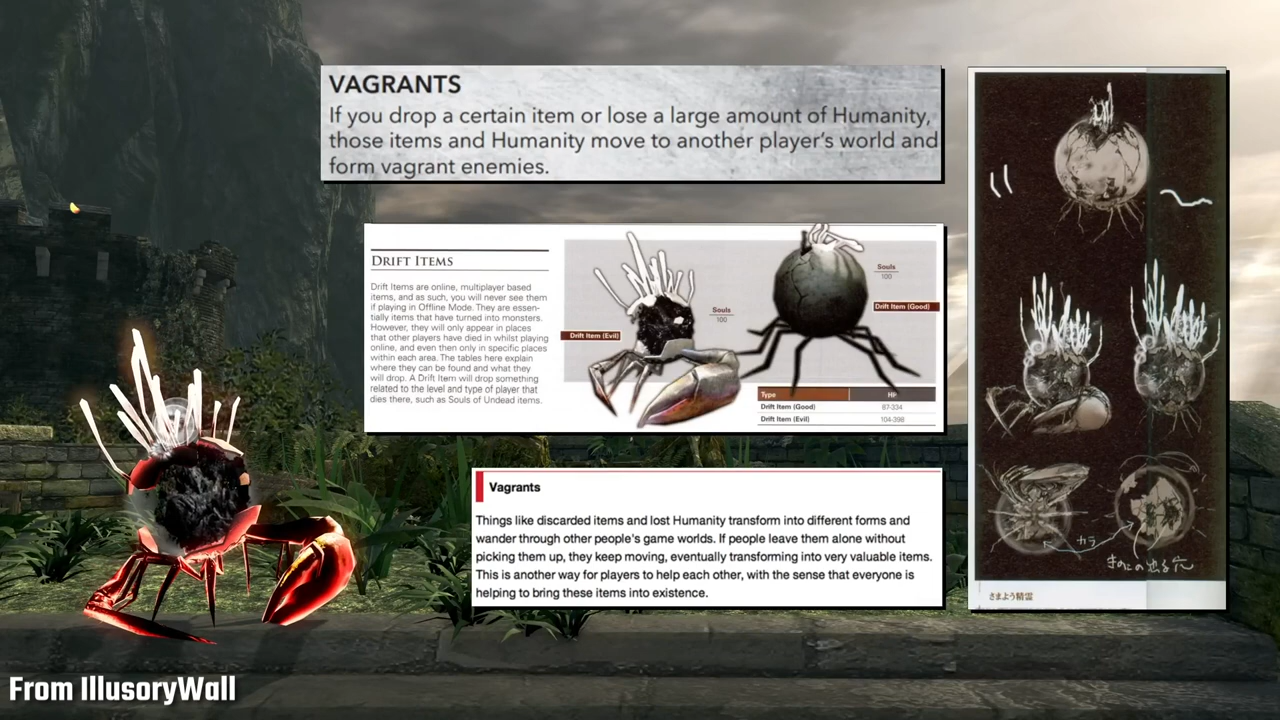 VAGRANTS
If you drop a certain item or lose a large amount of Humanity,
those items and Humanity move to another player's world and
form vagrant enemies.
DRIFT ITEMS
Drift Items are online, multiplayer based
items, and as such, you will never see them
if playing in Offline Mode. They are essen-
tially items that have turned into monsters.
However, they will only appear in places
that other players have died in whilst playing
online, and even then only in specific places
within each area. The tables here explain
where they can be found and what they
will drop. A Drift Item will drop something
related to the level and type of player that
dies there, such as Souls of Undead items.
Drift Item (Evil)
Souls
100
Souls
100
Drift Item (Good)
Type
Drift Item (Good) 87-334
Drift Item (Evil) 104-398
Vagrants
Things like discarded items and lost Humanity transform into different forms and
wander through other people's game worlds. If people leave them alone without
picking them up, they keep moving, eventually transforming into very valuable items.
This is another way for players to help each other, with the sense that everyone is
helping to bring these items into existence.
カラ
さまよう精霊
From IllusoryWall